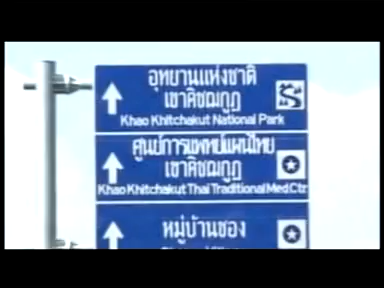 อุทยานแห่งชาติ
เขาคิชฌกูฏ
Khao Khitchakut National Park
ศูนย์การแพทย์แผนไทย
เขาคิชฌกูฏ
Khao Khitchakut Thai Traditional Med Ctr
หมู่บ้านซอง